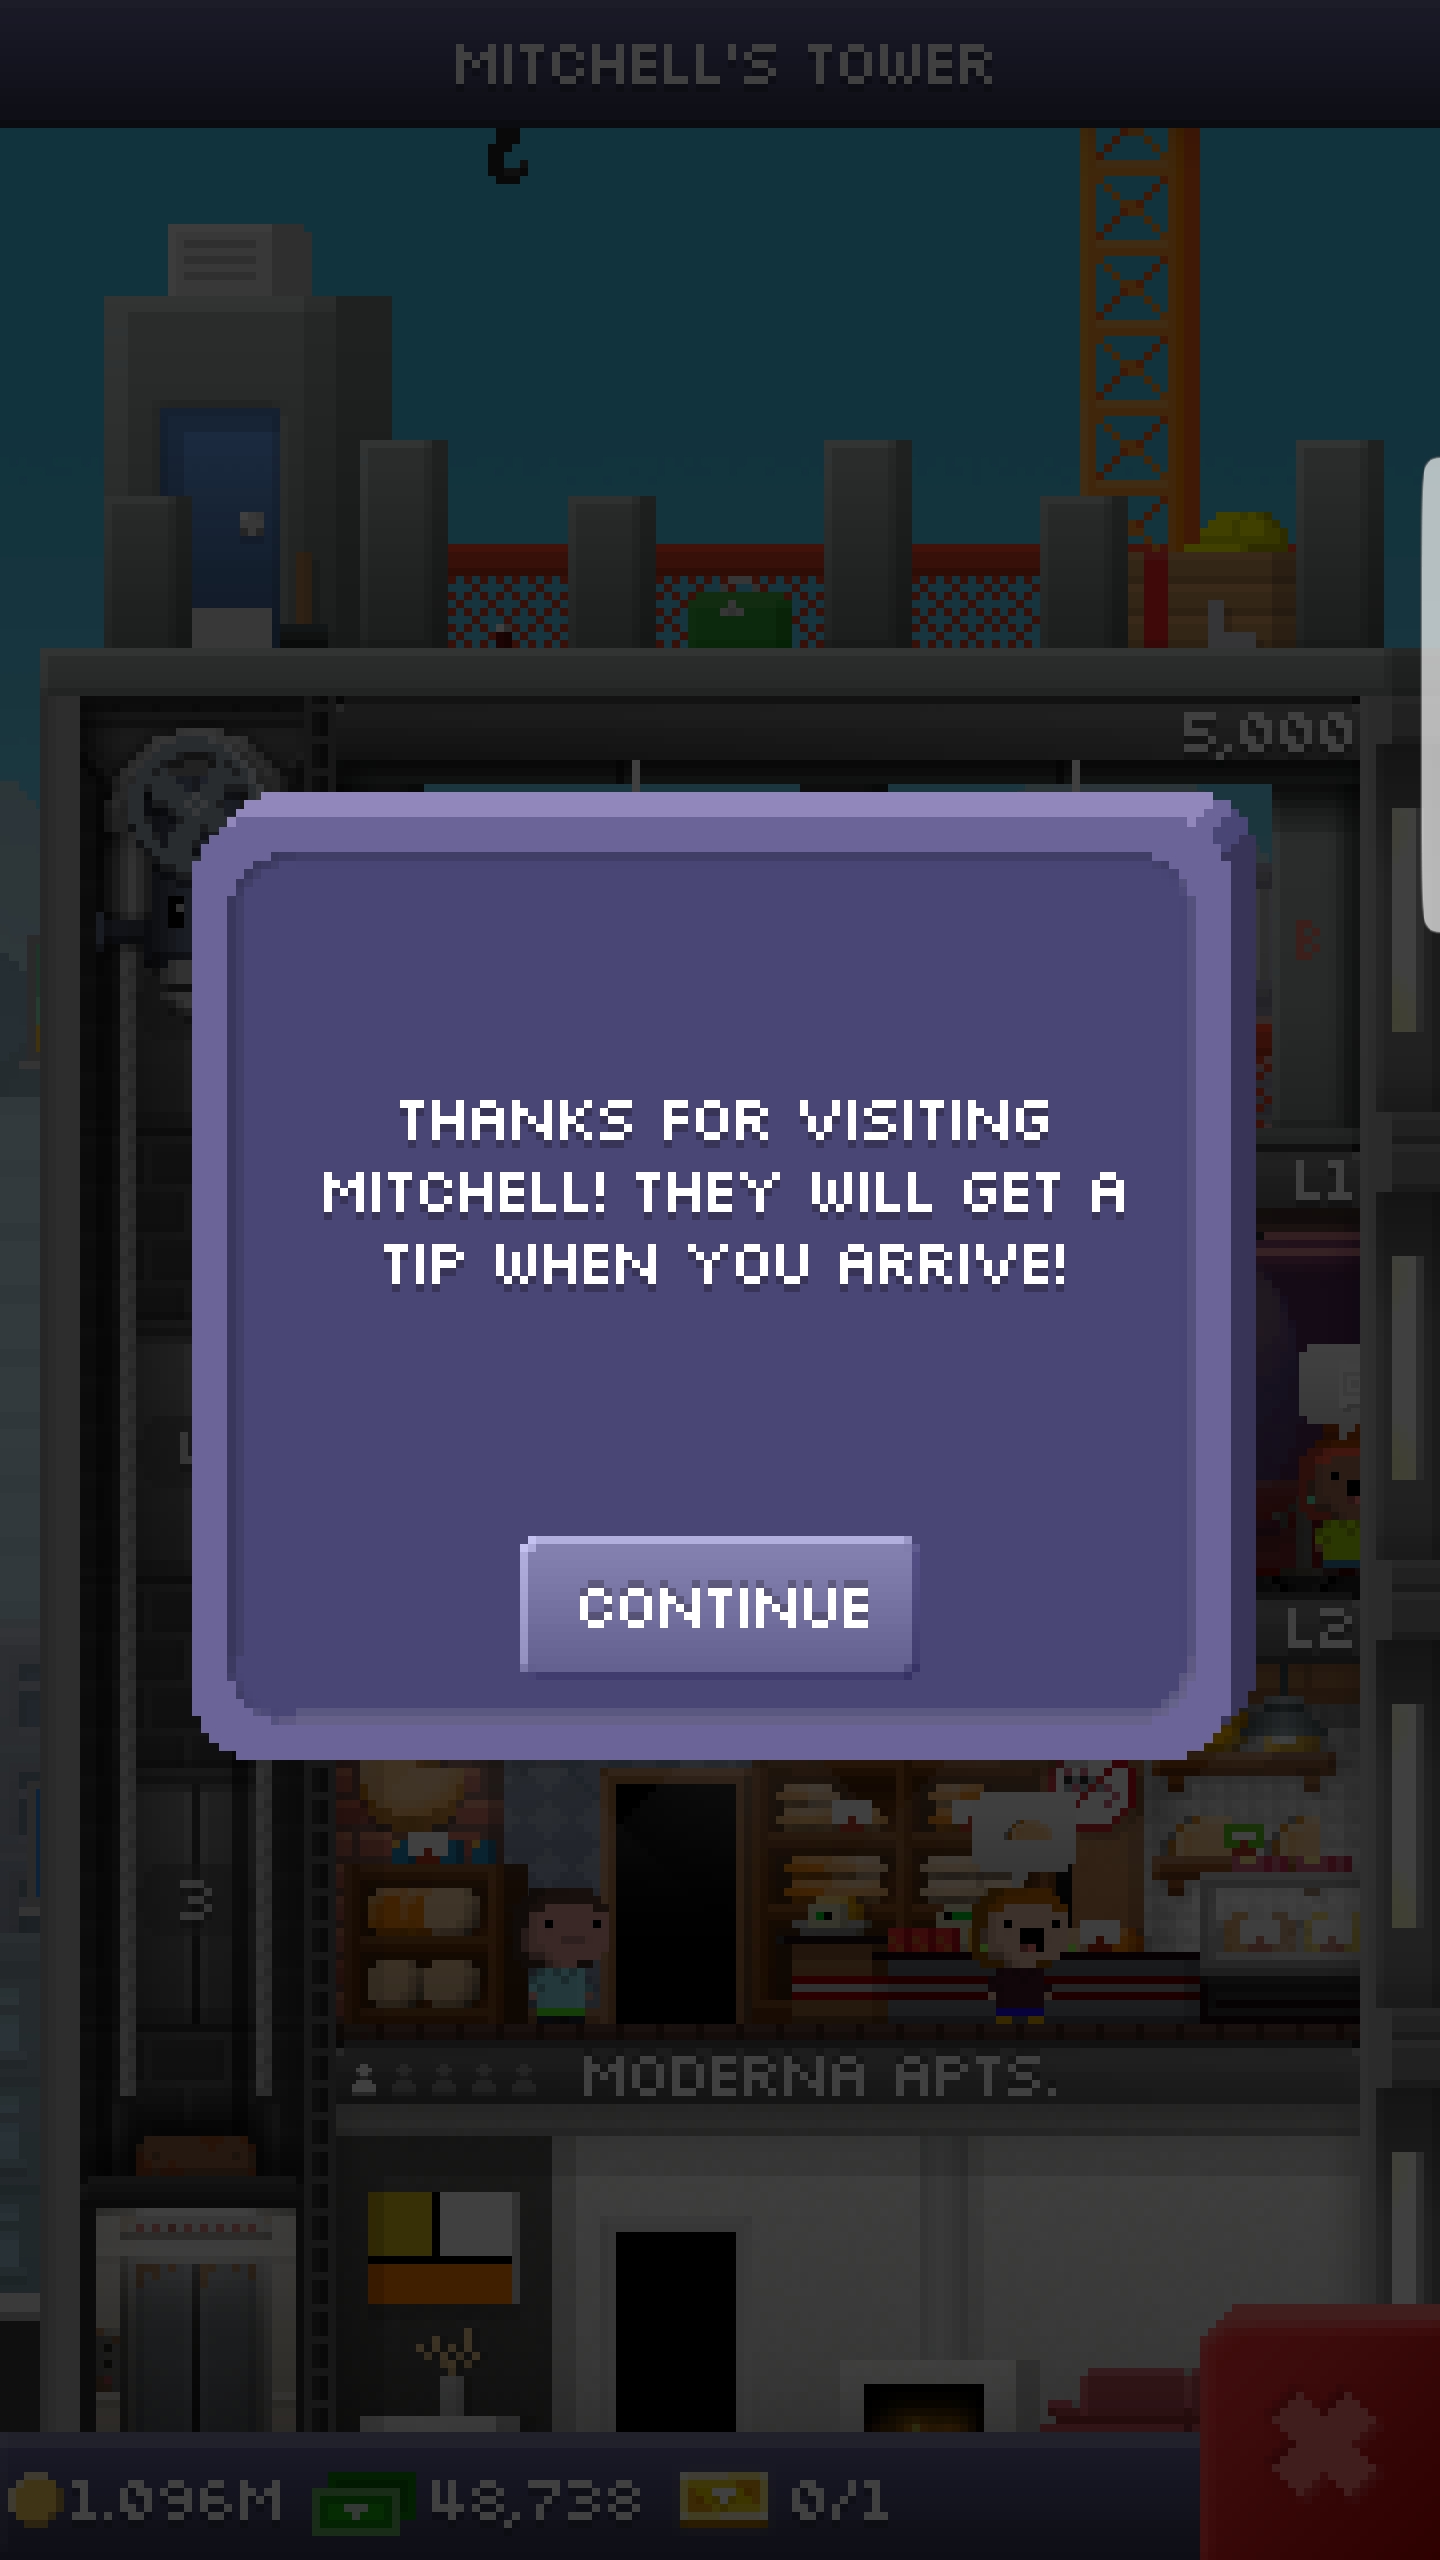 MITCHELL'S TOWER
5,000
B
L1
THANKS FOR VISITING
MITCHELL! THEY WILL GET A
TIP WHEN YOU ARRIVE!
CONTINUE
L2
3
MODERNA APTS.
1.096M 48,738 0/1